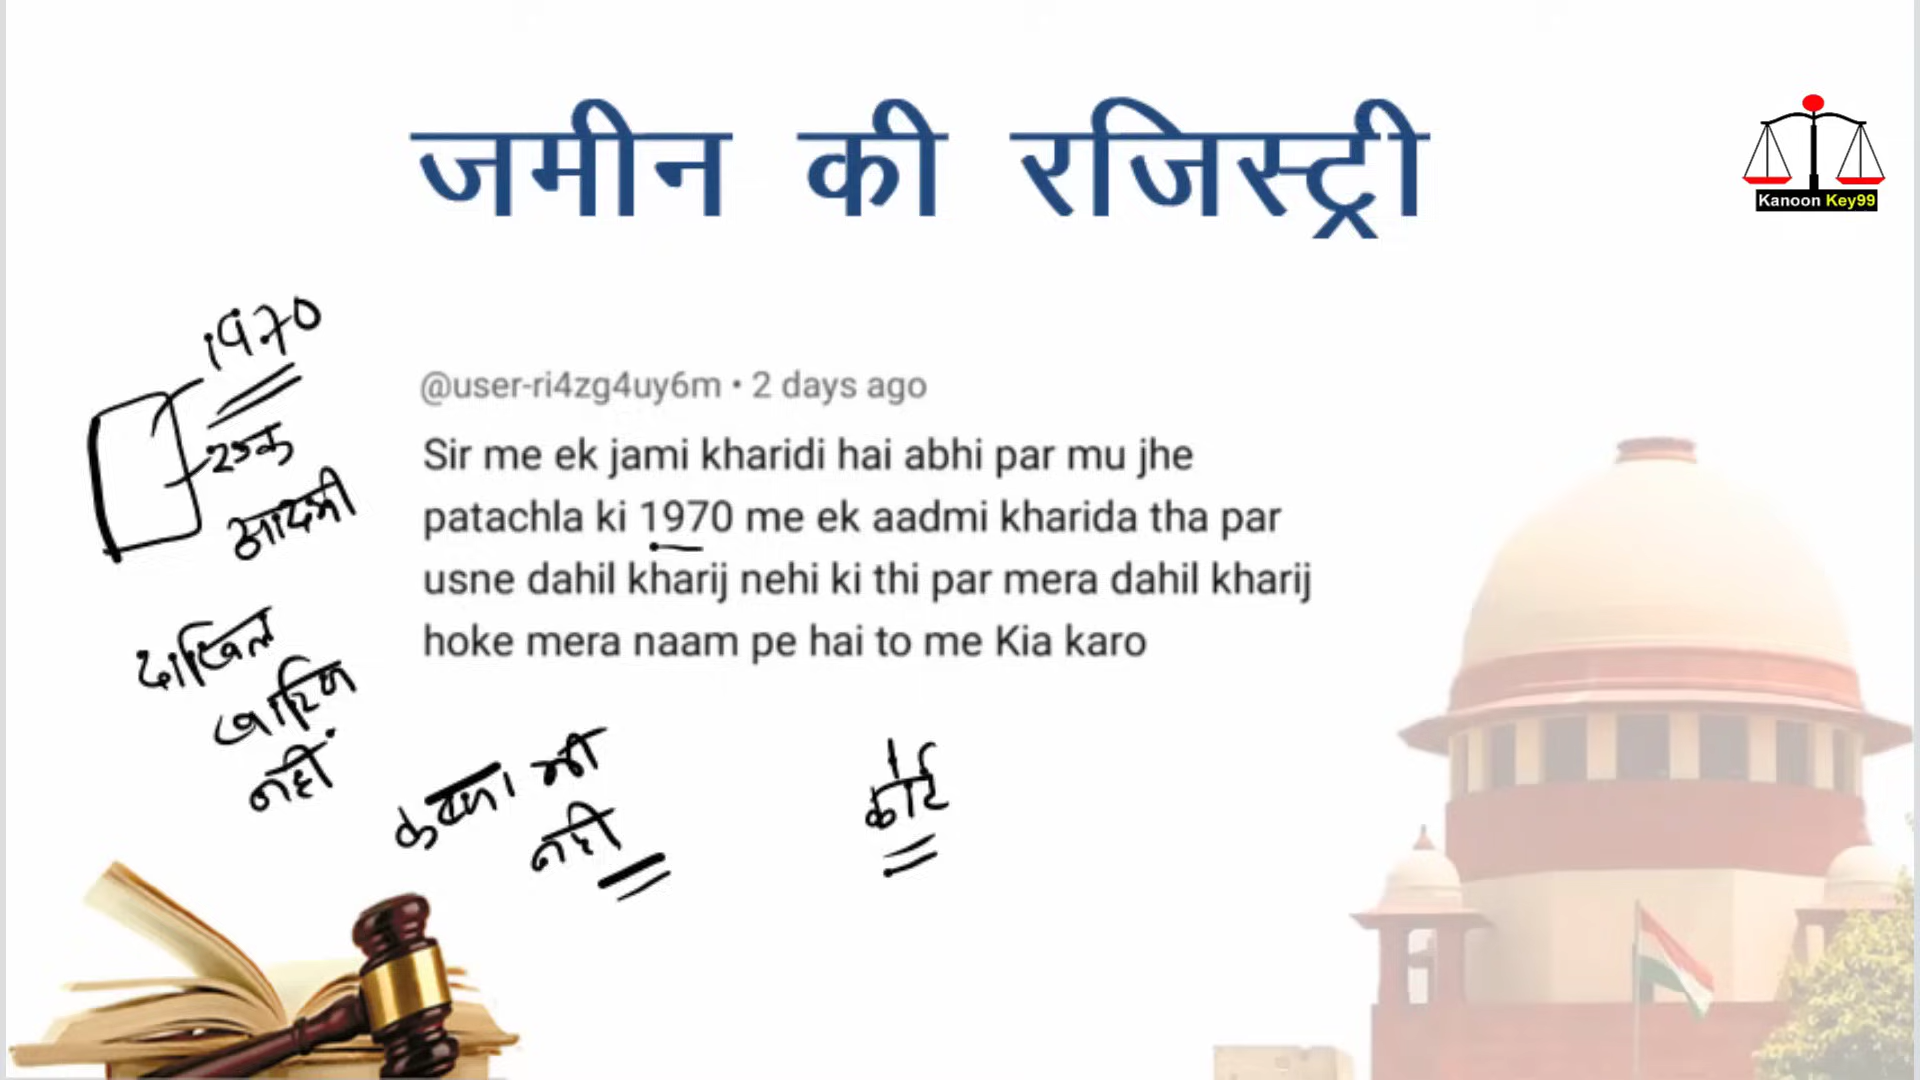 जमीन की रजिस्ट्री
Kanoon Key99
1970
एक
आदमी
@user-ri4zg4uy6m • 2 days ago
Sir me ek jami kharidi hai abhi par mu jhe
patachla ki 1970 me ek aadmi kharida tha par
usne dahil kharij nehi ki thi par mera dahil kharij
hoke mera naam pe hai to me Kia karo
दाखिल
खारिज
नहीं
कब्जा भी
नहीं
कोर्ट